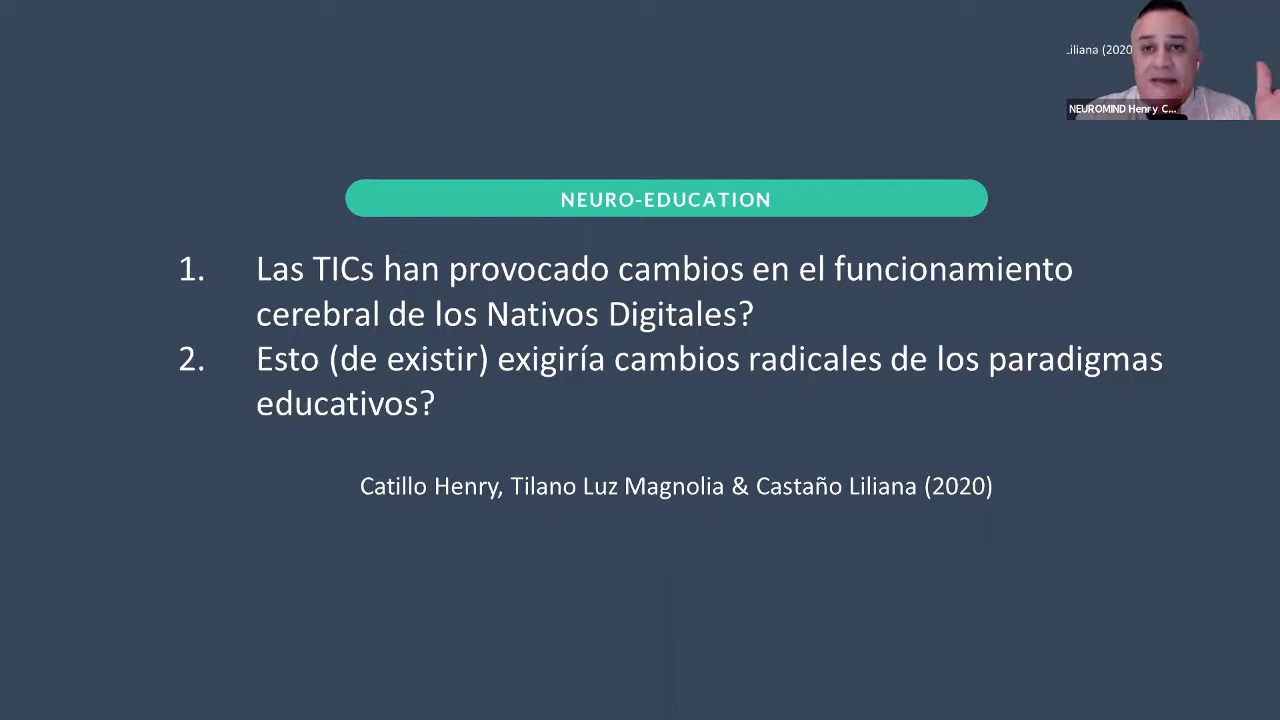 .iliana (2020
NEUROMIND Henry C...
NEURO-EDUCATION
1. Las TICs han provocado cambios en el funcionamiento
cerebral de los Nativos Digitales?
2. Esto (de existir) exigiría cambios radicales de los paradigmas
educativos?
Catillo Henry, Tilano Luz Magnolia & Castaño Liliana (2020)